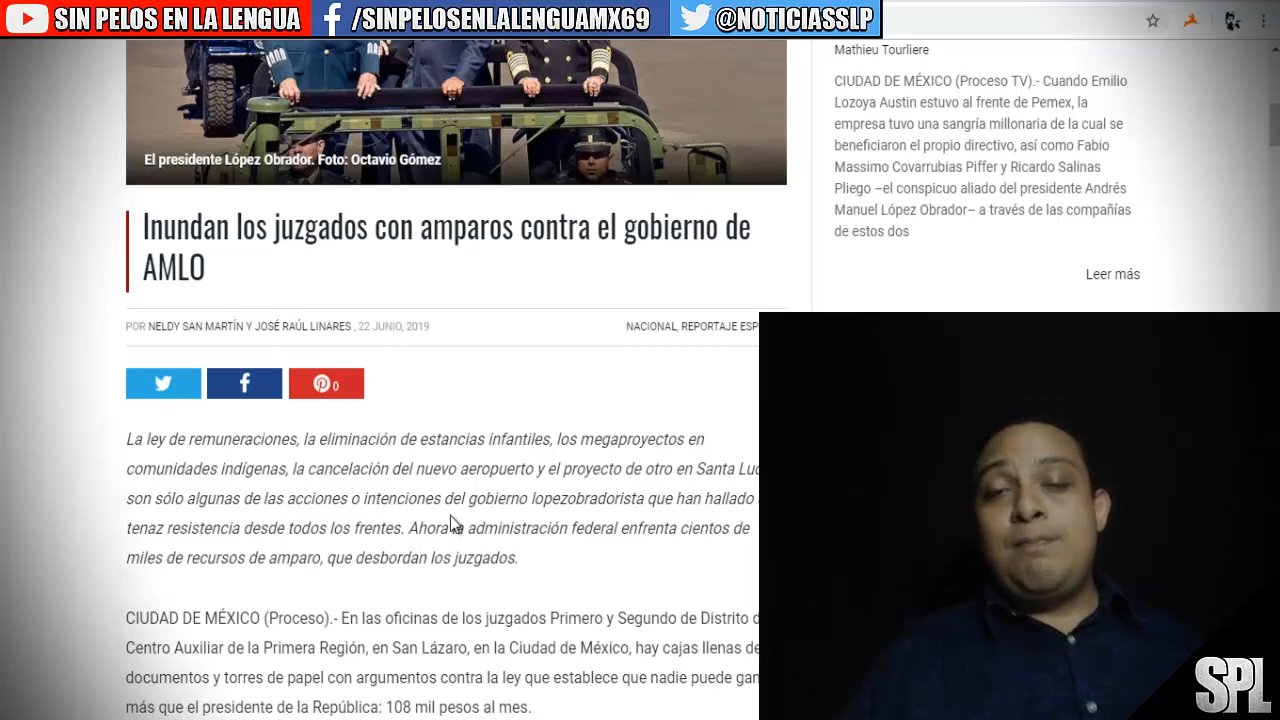 SIN PELOS EN LA LENGUA
/SINPELOSENLALENGUAMX69
@NOTICIASSLP
El presidente López Obrador. Foto: Octavio Gómez
Inundan los juzgados con amparos contra el gobierno de
AMLO
POR NELDY SAN MARTÍN Y JOSÉ RAÚL LINARES , 22 JUNIO, 2019
NACIONAL, REPORTAJE ESP
0
La ley de remuneraciones, la eliminación de estancias infantiles, los megaproyectos en
comunidades indígenas, la cancelación del nuevo aeropuerto y el proyecto de otro en Santa Luc
son sólo algunas de las acciones o intenciones del gobierno lopezobradorista que han hallado
tenaz resistencia desde todos los frentes. Ahora administración federal enfrenta cientos de
miles de recursos de amparo, que desbordan los juzgados.
CIUDAD DE MÉXICO (Proceso).- En las oficinas de los juzgados Primero y Segundo de Distrito d
Centro Auxiliar de la Primera Región, en San Lázaro, en la Ciudad de México, hay cajas llenas de
documentos y torres de papel con argumentos contra la ley que establece que nadie puede gan
más que el presidente de la República: 108 mil pesos al mes.
Mathieu Tourliere
CIUDAD DE MÉXICO (Proceso TV).- Cuando Emilio
Lozoya Austin estuvo al frente de Pemex, la
empresa tuvo una sangría millonaria de la cual se
beneficiaron el propio directivo, así como Fabio
Massimo Covarrubias Piffer y Ricardo Salinas
Pliego –el conspicuo aliado del presidente Andrés
Manuel López Obrador– a través de las compañías
de estos dos
Leer más
SPL